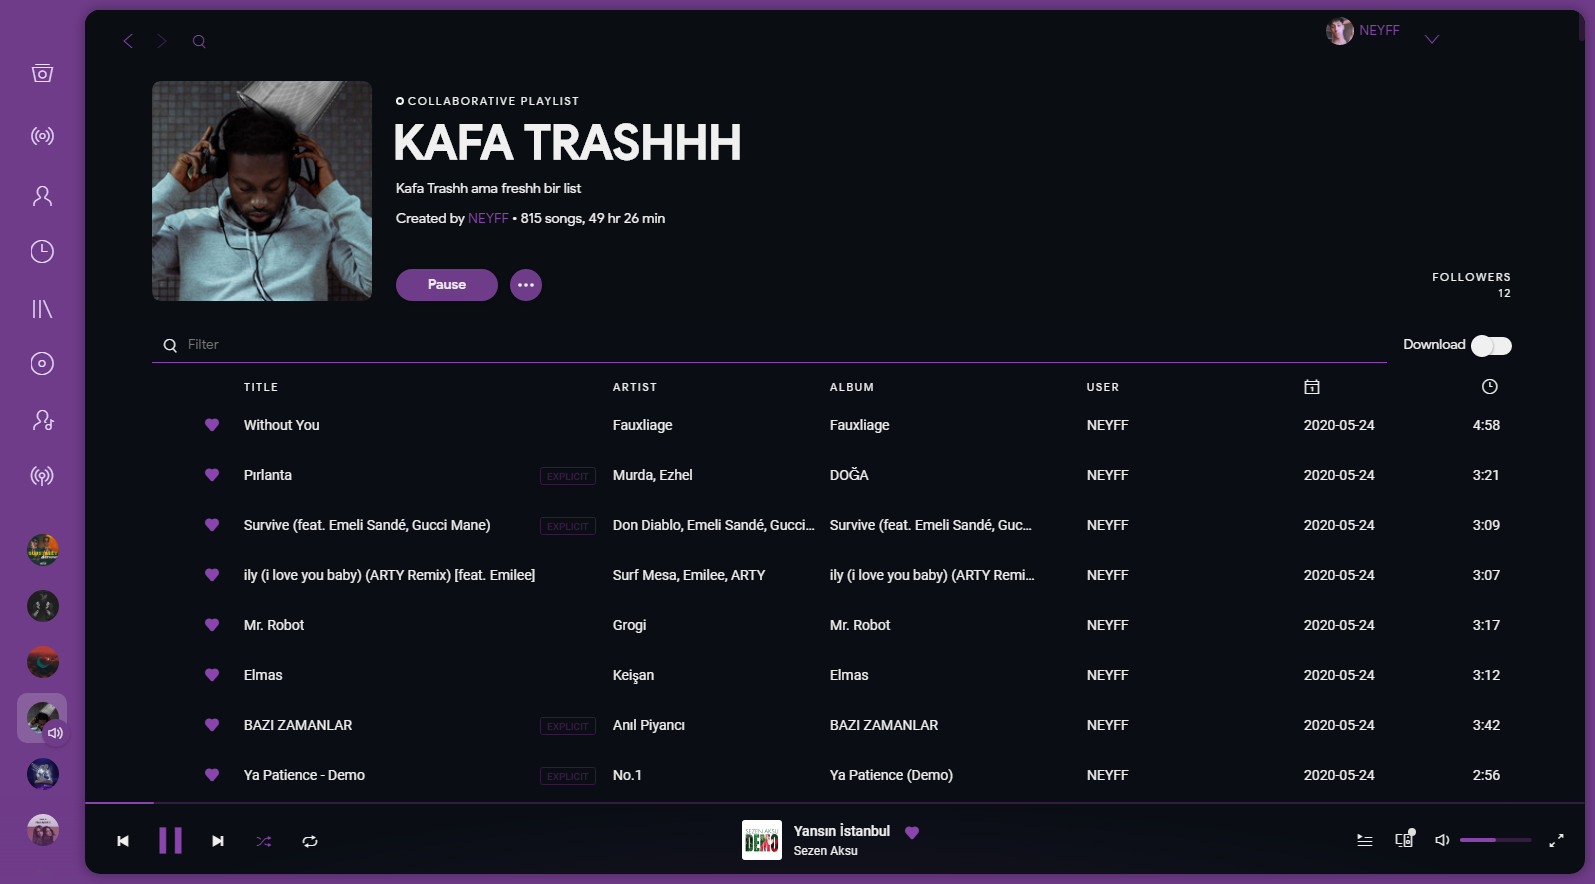 NEYFF
COLLABORATIVE PLAYLIST
KAFA TRASHHH
Kafa Trashh ama freshh bir list
Created by NEYFF • 815 songs, 49 hr 26 min
Pause
FOLLOWERS
12
Filter
Download
TITLE ARTIST ALBUM USER
Without You Fauxliage Fauxliage NEYFF 2020-05-24 4:58
Pırlanta EXPLICIT Murda, Ezhel DOĞA NEYFF 2020-05-24 3:21
Survive (feat. Emeli Sandé, Gucci Mane) EXPLICIT Don Diablo, Emeli Sandé, Gucci... Survive (feat. Emeli Sandé, Guc... NEYFF 2020-05-24 3:09
ily (i love you baby) (ARTY Remix) [feat. Emilee] Surf Mesa, Emilee, ARTY ily (i love you baby) (ARTY Remi... NEYFF 2020-05-24 3:07
Mr. Robot Grogi Mr. Robot NEYFF 2020-05-24 3:17
Elmas Keişan Elmas NEYFF 2020-05-24 3:12
BAZI ZAMANLAR EXPLICIT Anıl Piyancı BAZI ZAMANLAR NEYFF 2020-05-24 3:42
Ya Patience - Demo EXPLICIT No.1 Ya Patience (Demo) NEYFF 2020-05-24 2:56
SEZEN AKSU
DEMO
Yansın İstanbul
Sezen Aksu